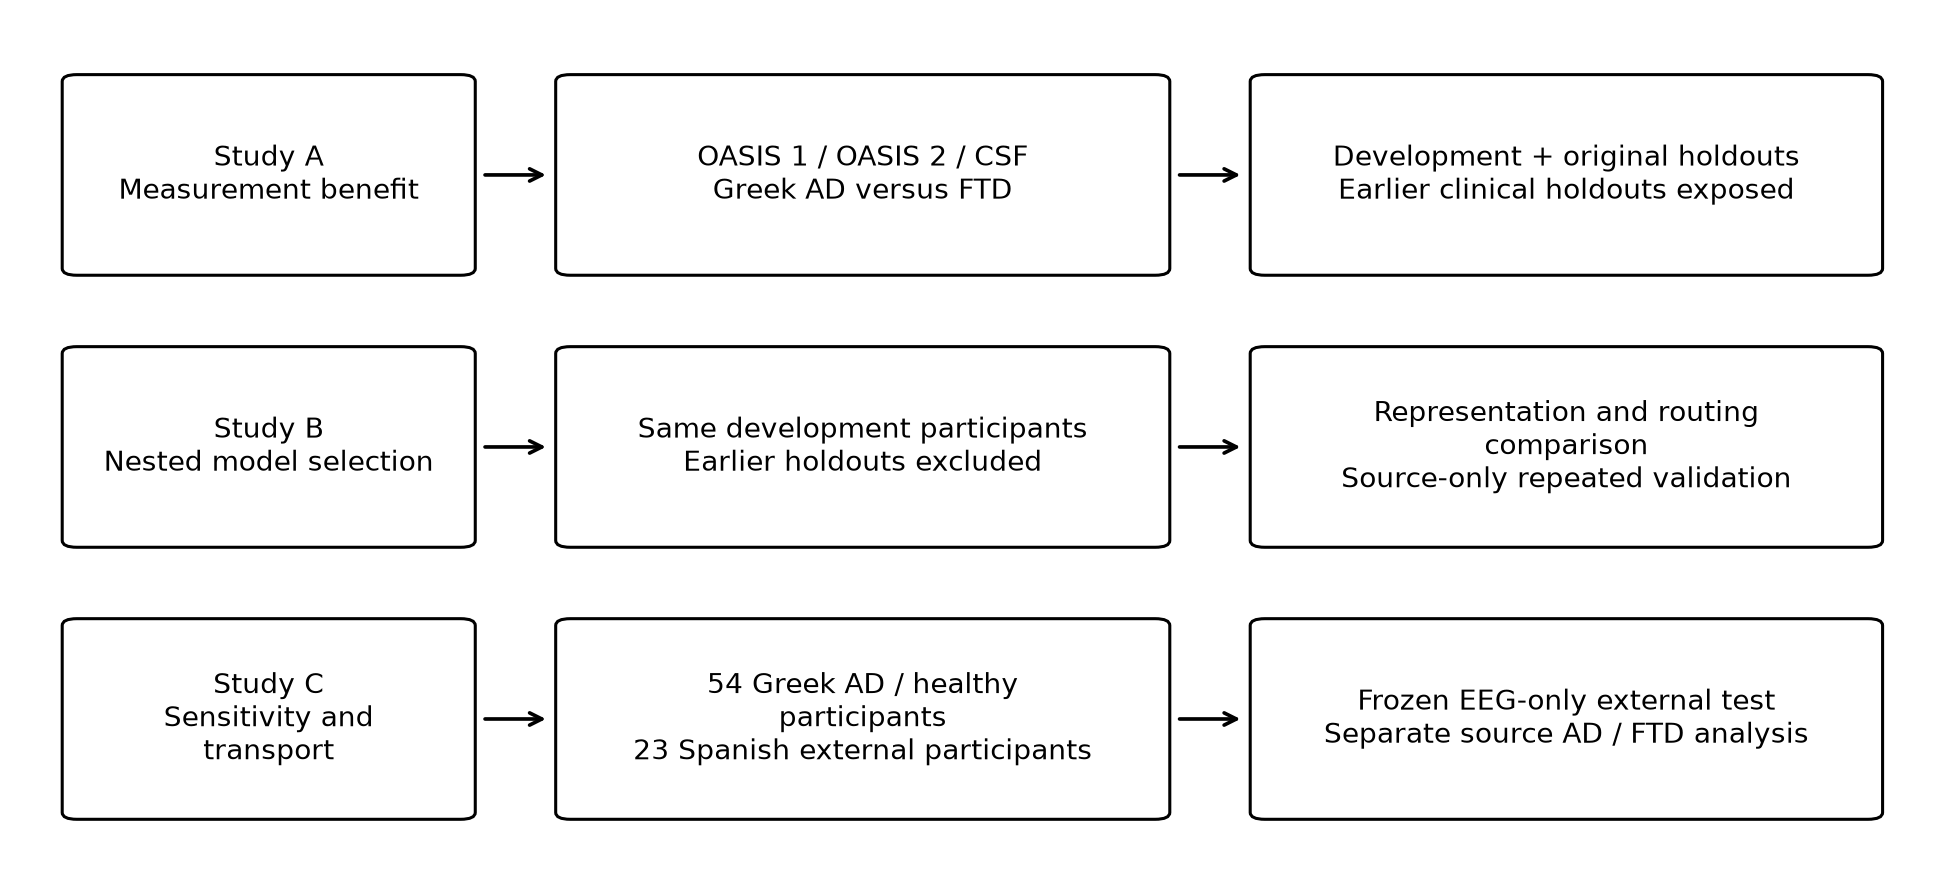 Study A
Measurement benefit
OASIS 1 / OASIS 2 / CSF
Greek AD versus FTD
Development + original holdouts
Earlier clinical holdouts exposed
Study B
Nested model selection
Same development participants
Earlier holdouts excluded
Representation and routing
comparison
Source-only repeated validation
Study C
Sensitivity and
transport
54 Greek AD / healthy
participants
23 Spanish external participants
Frozen EEG-only external test
Separate source AD / FTD analysis